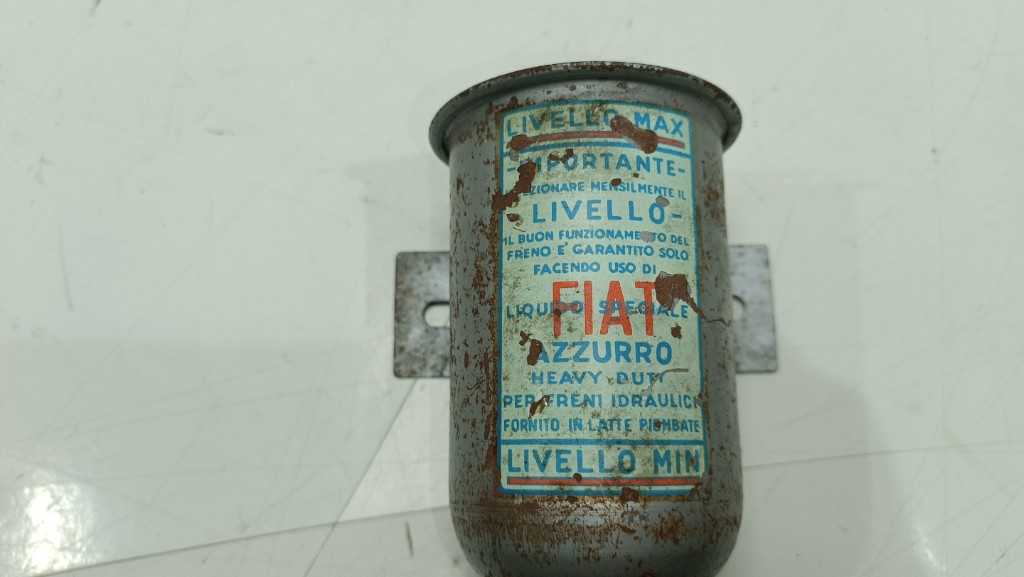 LIVELLO MAX
-IMPORTANTE-
MENSILMENTE IL
LIVELLO-
IL BUON FUNZIONAMENTO DEL
FRENO E' GARANTITO SOLO
FACENDO USO DI
FIAT
LIQUIDO SPECIALE
AZZURRO
HEAVY DUTY
PER FRENI IDRAULICI
FORNITO IN LATTE PIOMBATE
LIVELLO MIN